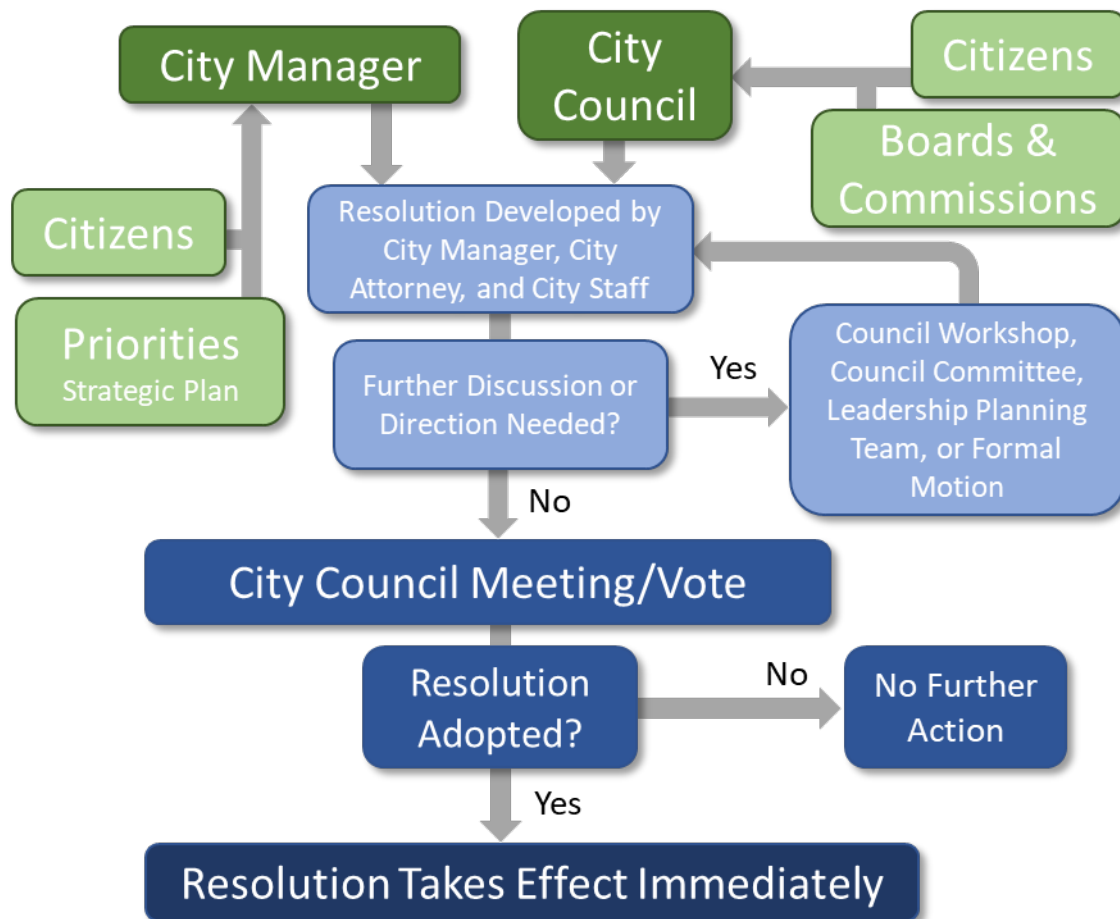 City Manager
City
Council
Citizens
Boards &
Commissions
Citizens
Priorities
Strategic Plan
Resolution Developed by
City Manager, City
Attorney, and City Staff
Further Discussion or
Direction Needed?
Yes
Council Workshop,
Council Committee,
Leadership Planning
Team, or Formal
Motion
No
City Council Meeting/Vote
Resolution
Adopted?
No
No Further
Action
Yes
Resolution Takes Effect Immediately